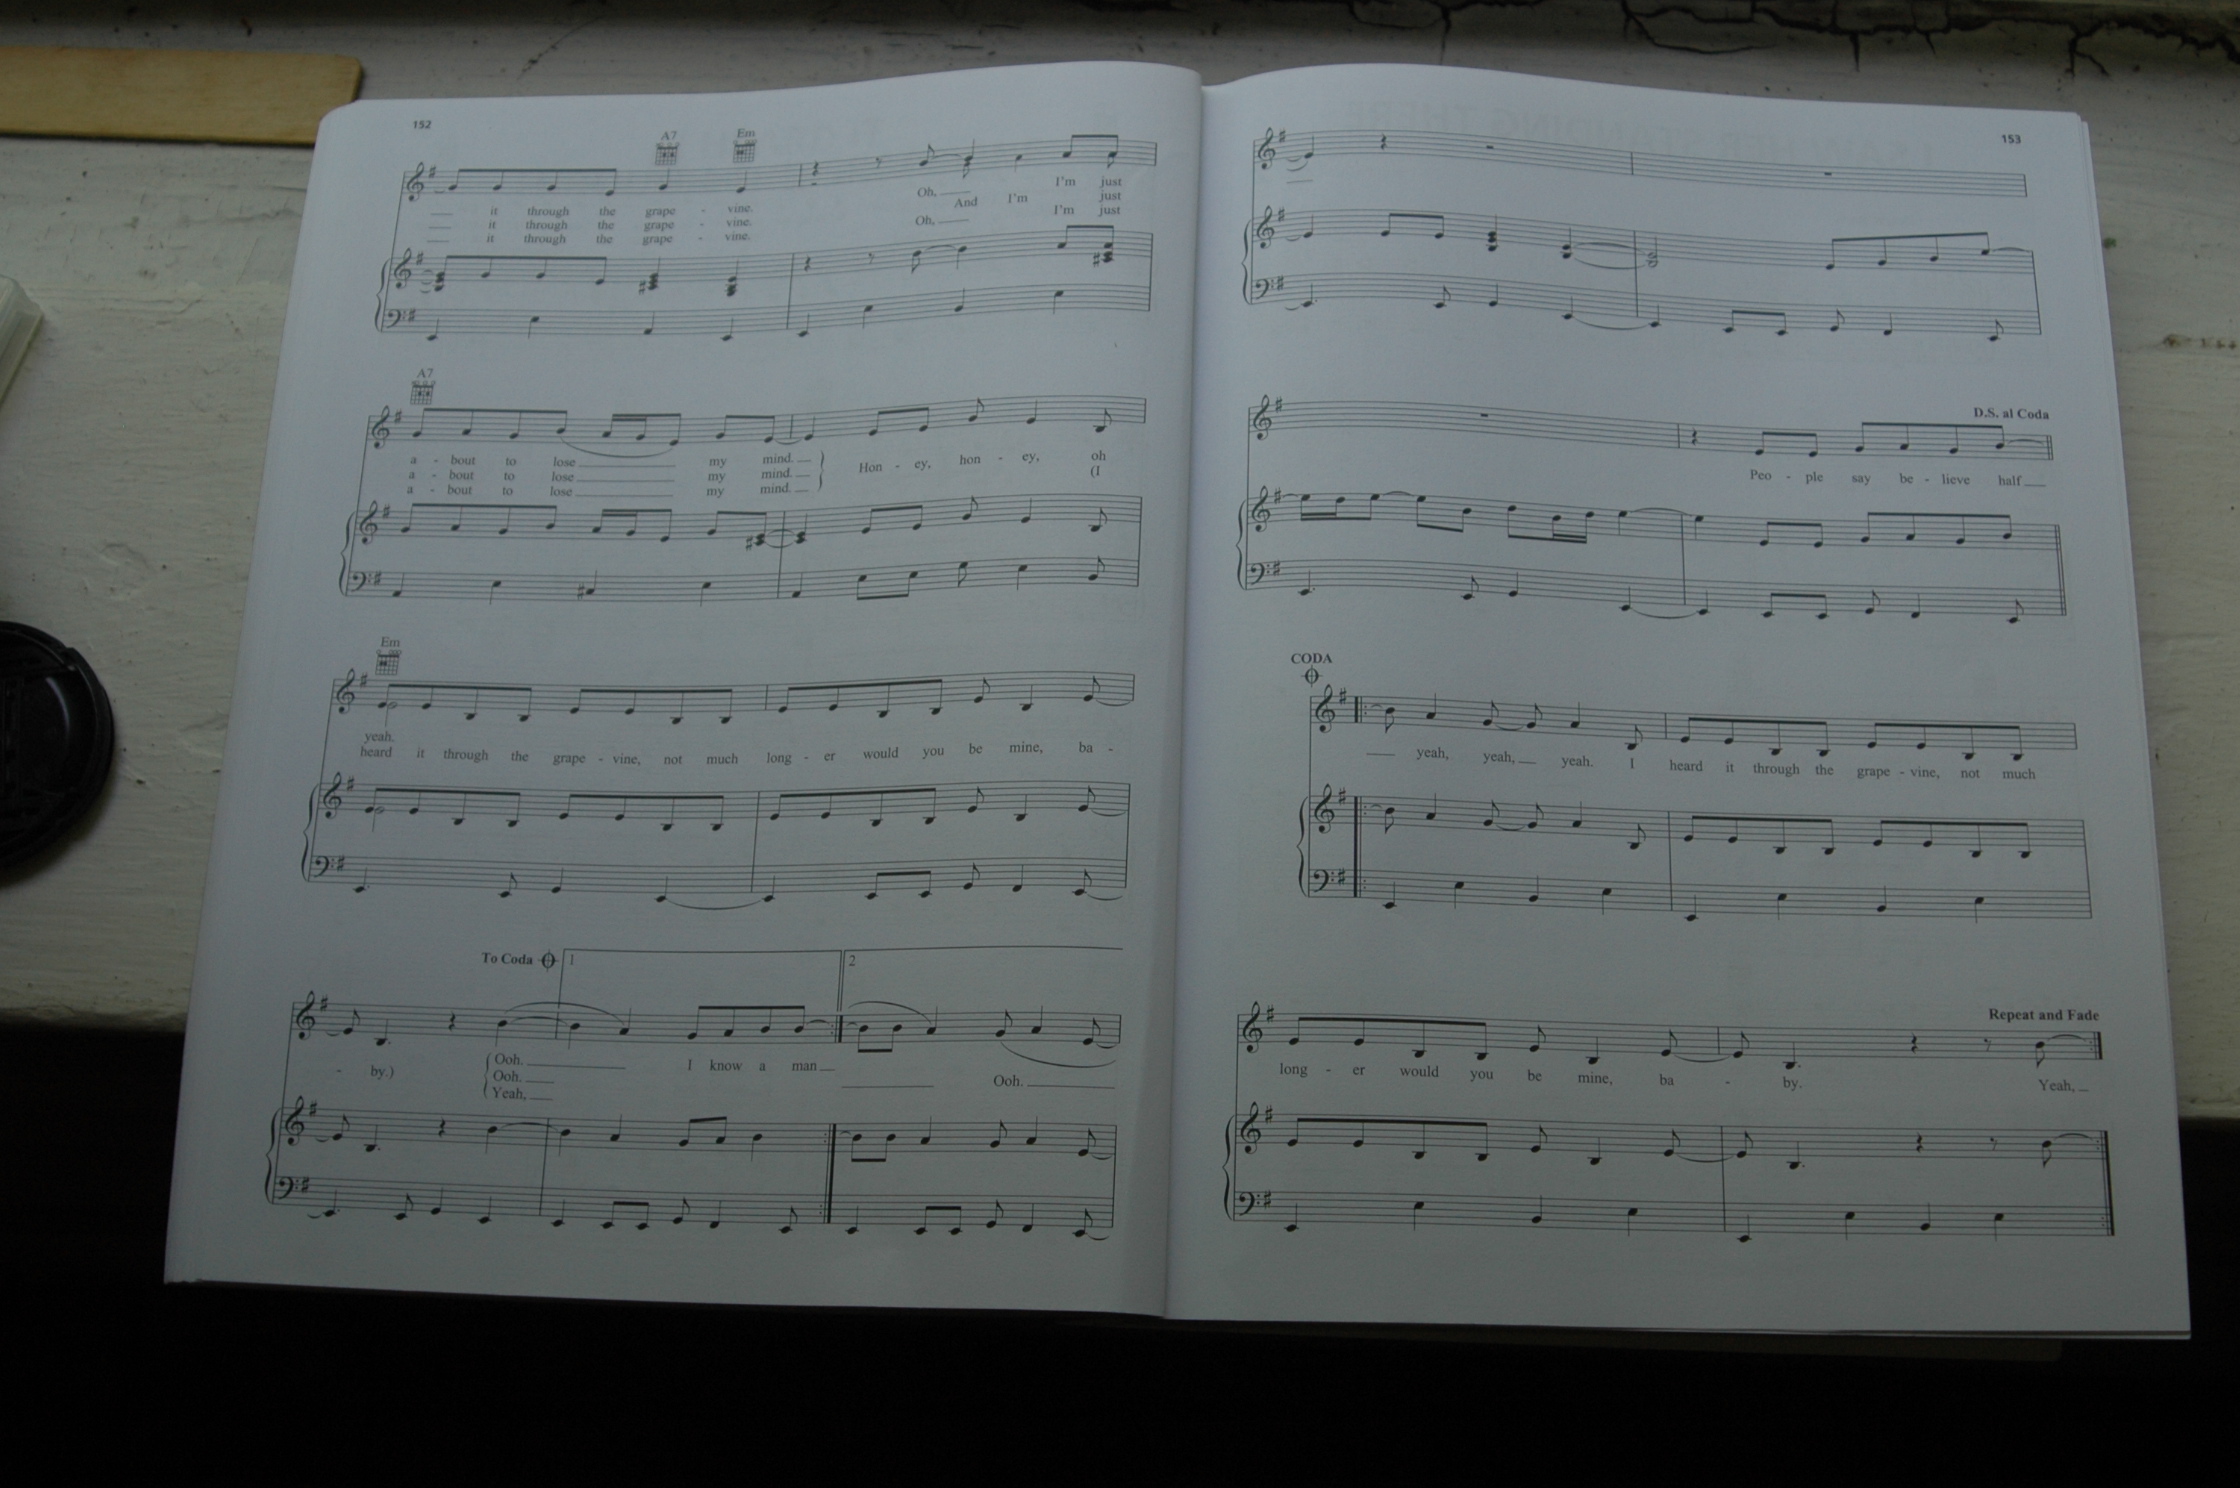 152
A7 Em
Oh, I'm just
it through the grape - vine. And I'm just
it through the grape - vine. Oh, I'm just
it through the grape - vine.
A7
a - bout to lose my mind. Hon - ey, hon - ey, oh
a - bout to lose my mind. (I
a - bout to lose my mind.
Em
yeah.
heard it through the grape - vine, not much long - er would you be mine, ba -
To Coda 1 2
- by.) Ooh. I know a man Ooh.
Ooh.
Yeah,
153
D.S. al Coda
Peo - ple say be - lieve half
CODA
yeah, yeah, yeah. I heard it through the grape - vine, not much
Repeat and Fade
long - er would you be mine, ba - by. Yeah,